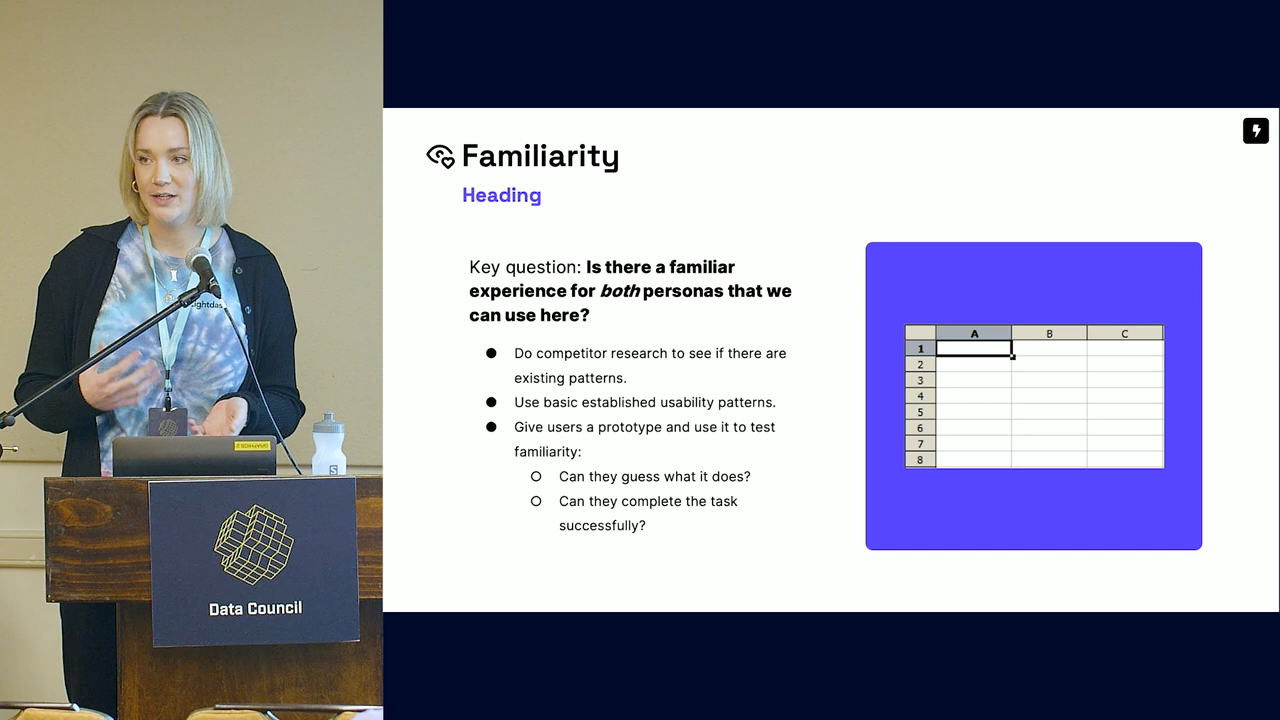 Familiarity
Heading
Key question: Is there a familiar
experience for both personas that we
can use here?
● Do competitor research to see if there are
existing patterns.
● Use basic established usability patterns.
● Give users a prototype and use it to test
familiarity:
○ Can they guess what it does?
○ Can they complete the task
successfully?
A B C
1
2
3
4
5
6
7
8
ghtdas
Data Council